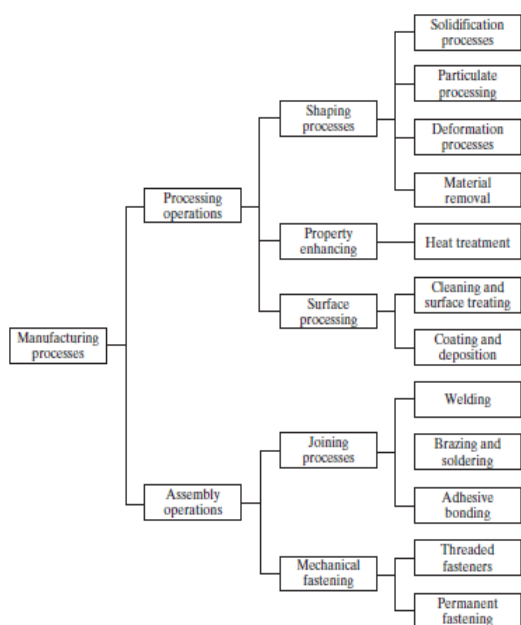 Solidification
processes
Particulate
processing
Shaping
processes
Deformation
processes
Material
removal
Processing
operations
Property
enhancing
Heat treatment
Cleaning and
surface treating
Surface
processing
Coating and
deposition
Manufacturing
processes
Welding
Joining
processes
Brazing and
soldering
Assembly
operations
Adhesive
bonding
Threaded
fasteners
Mechanical
fastening
Permanent
fastening